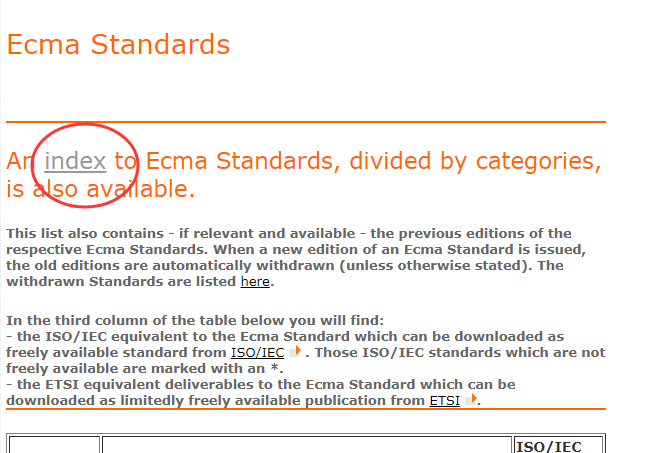 Ecma Standards
An index to Ecma Standards, divided by categories,
is also available.
This list also contains - if relevant and available - the previous editions of the
respective Ecma Standards. When a new edition of an Ecma Standard is issued,
the old editions are automatically withdrawn (unless otherwise stated). The
withdrawn Standards are listed here.
In the third column of the table below you will find:
- the ISO/IEC equivalent to the Ecma Standard which can be downloaded as
freely available standard from ISO/IEC . Those ISO/IEC standards which are not
freely available are marked with an *.
- the ETSI equivalent deliverables to the Ecma Standard which can be
downloaded as limitedly freely available publication from ETSI .
ISO/IEC